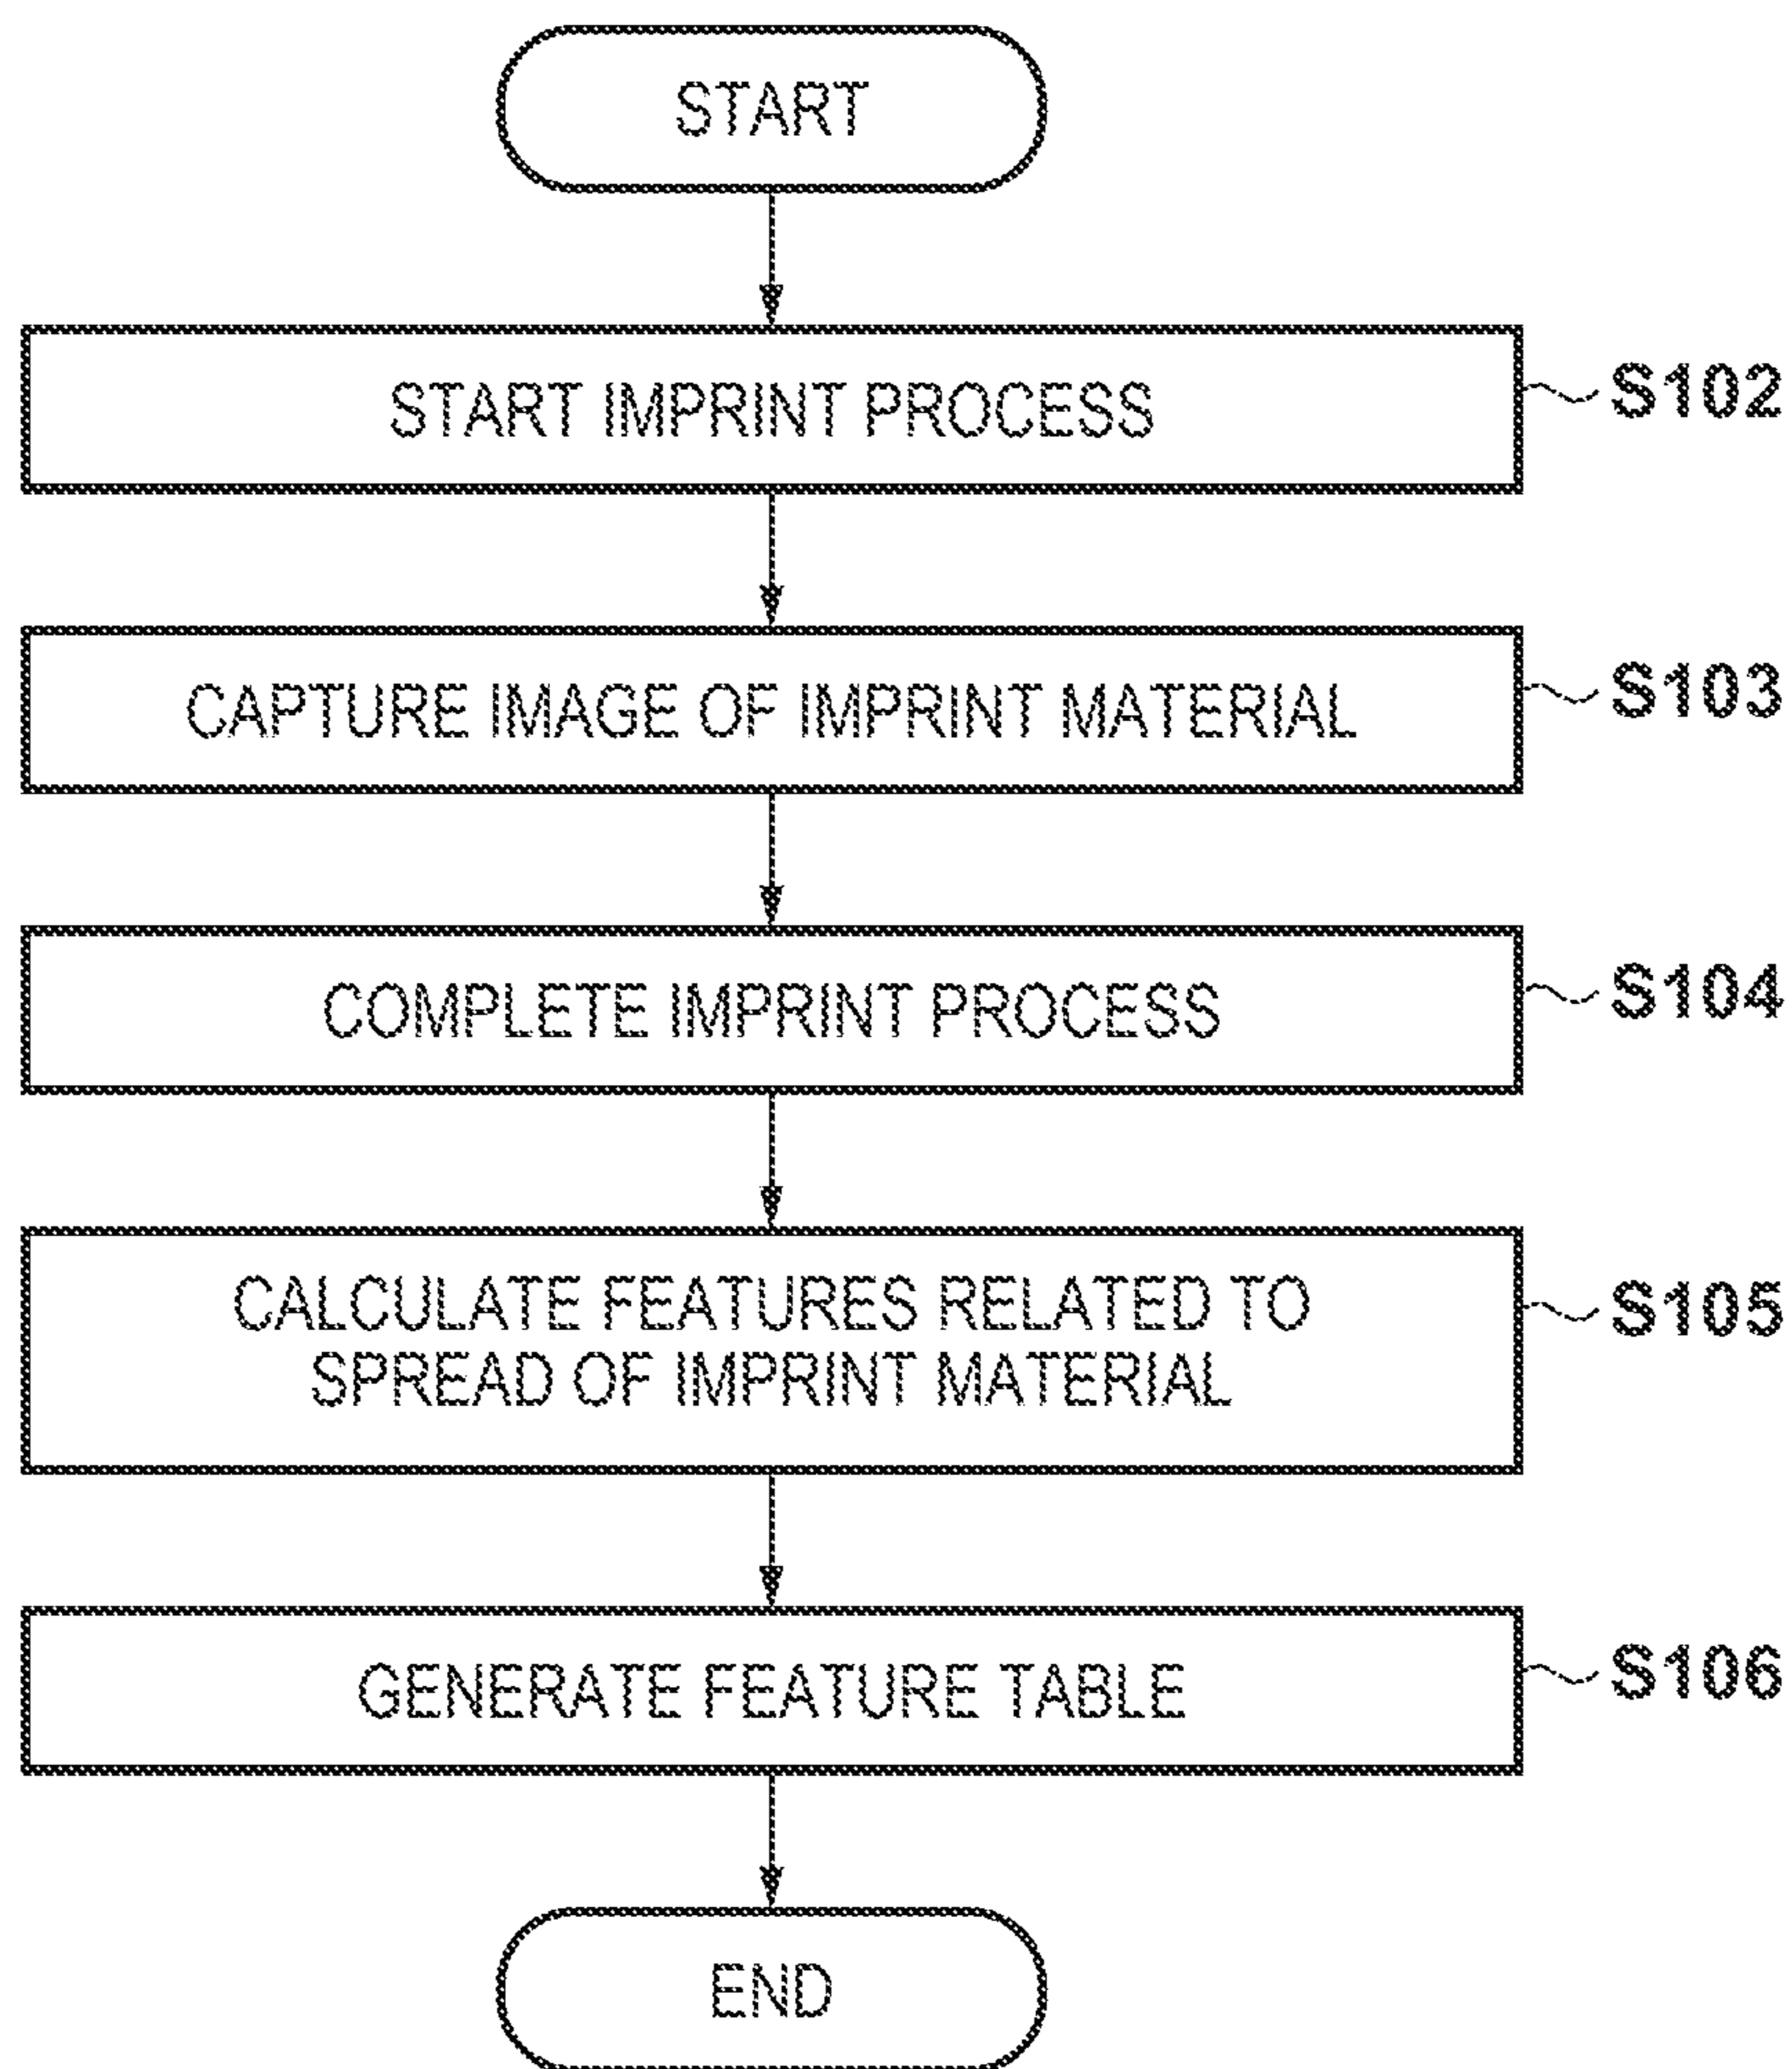 START
START IMPRINT PROCESS
S102
CAPTURE IMAGE OF IMPRINT MATERIAL
S103
COMPLETE IMPRINT PROCESS
S104
CALCULATE FEATURES RELATED TO
SPREAD OF IMPRINT MATERIAL
S105
GENERATE FEATURE TABLE
S106
END